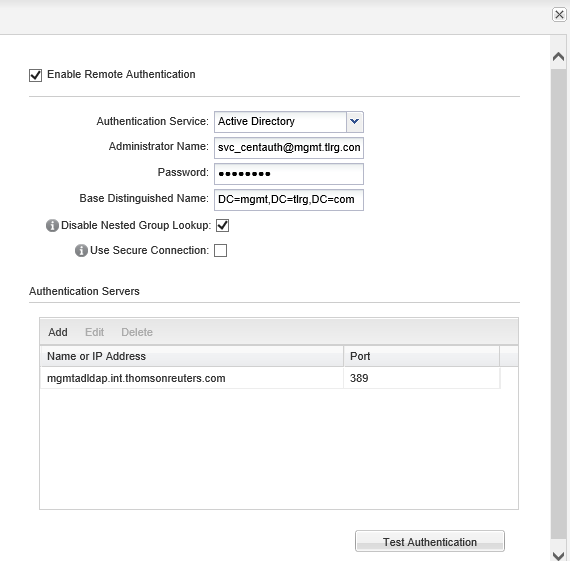 Enable Remote Authentication
Authentication Service: Active Directory
Administrator Name: svc_centauth@mgmt.tlrg.con
Password: ●●●●●●●●
Base Distinguished Name: DC=mgmt,DC=tlrg,DC=com
Disable Nested Group Lookup:
Use Secure Connection:
Authentication Servers
Add Edit Delete
Name or IP Address Port
mgmtadldap.int.thomsonreuters.com 389
Test Authentication